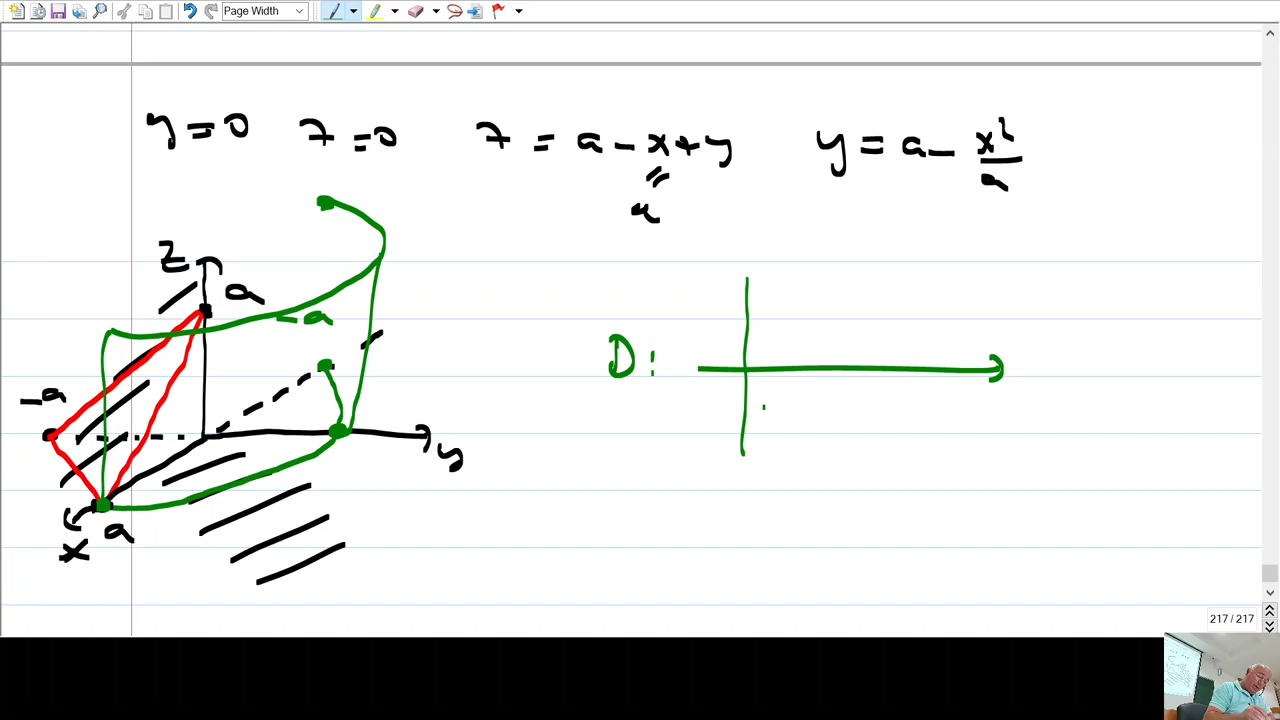 Page Width
y = 0 z = 0 z = a - x + y y = a - x²/a
= a
z
a
-a
-a
D:
y
a
x
217 / 217